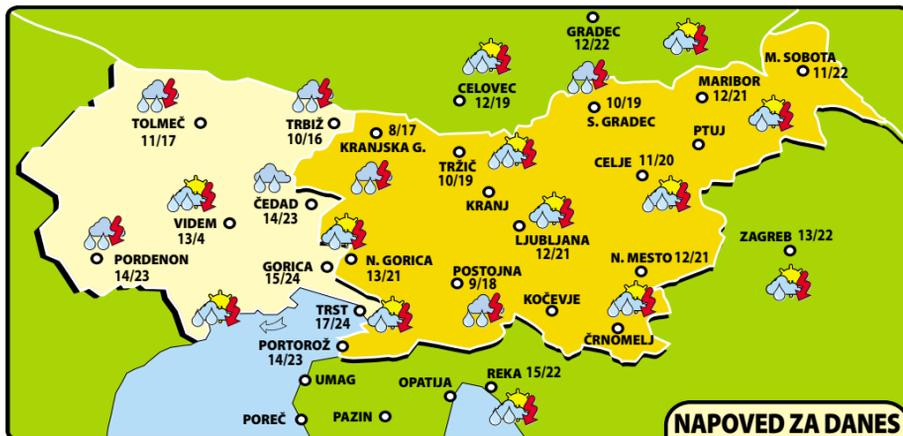 GRADEC
12/22
M. SOBOTA
11/22
CELOVEC
12/19
MARIBOR
12/21
10/19
S. GRADEC
TOLMEČ
11/17
TRBIŽ
10/16
8/17
KRANJSKA G.
PTUJ
TRŽIČ
10/19
CELJE 11/20
KRANJ
ČEDAD
14/23
VIDEM
13/4
LJUBLJANA
12/21
ZAGREB 13/22
PORDENON
14/23
GORICA
15/24
N. GORICA
13/21
POSTOJNA
9/18
N. MESTO 12/21
KOČEVJE
TRST
17/24
ČRNOMELJ
PORTOROŽ
14/23
UMAG
OPATIJA
REKA 15/22
POREČ
PAZIN
NAPOVED ZA DANES